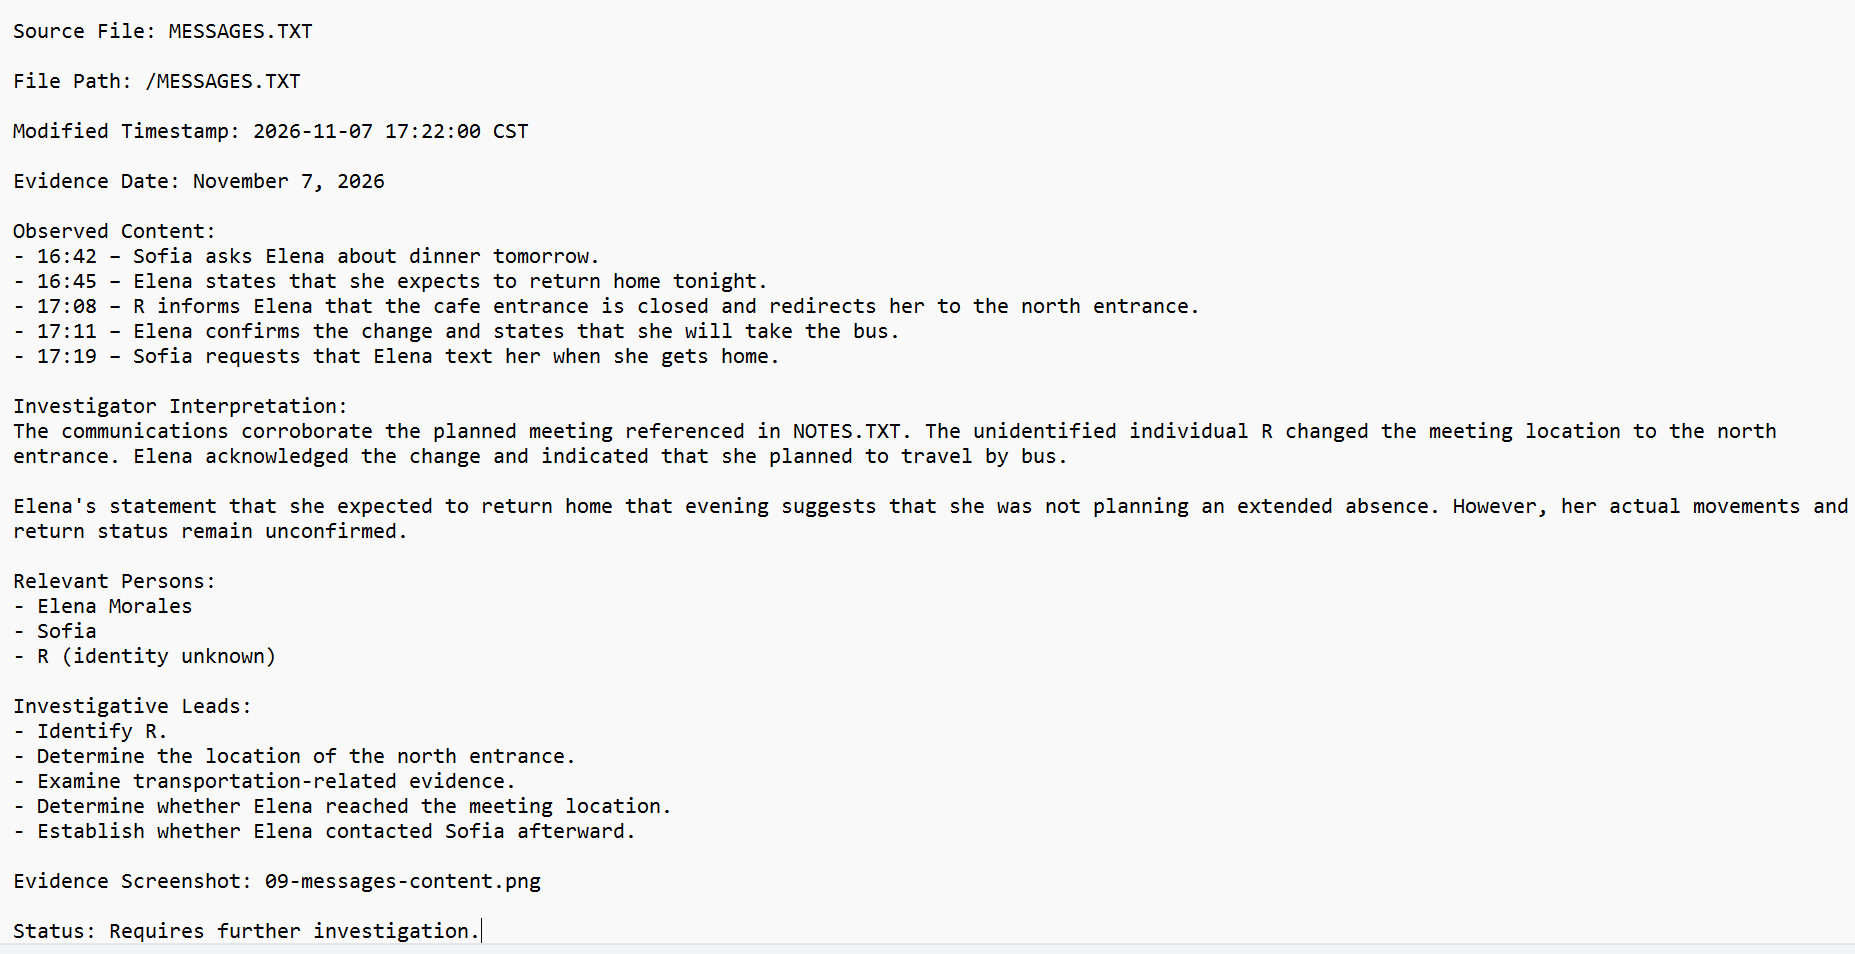 Source File: MESSAGES.TXT
File Path: /MESSAGES.TXT
Modified Timestamp: 2026-11-07 17:22:00 CST
Evidence Date: November 7, 2026
Observed Content:
- 16:42 – Sofia asks Elena about dinner tomorrow.
- 16:45 – Elena states that she expects to return home tonight.
- 17:08 – R informs Elena that the cafe entrance is closed and redirects her to the north entrance.
- 17:11 – Elena confirms the change and states that she will take the bus.
- 17:19 – Sofia requests that Elena text her when she gets home.
Investigator Interpretation:
The communications corroborate the planned meeting referenced in NOTES.TXT. The unidentified individual R changed the meeting location to the north
entrance. Elena acknowledged the change and indicated that she planned to travel by bus.
Elena's statement that she expected to return home that evening suggests that she was not planning an extended absence. However, her actual movements and
return status remain unconfirmed.
Relevant Persons:
- Elena Morales
- Sofia
- R (identity unknown)
Investigative Leads:
- Identify R.
- Determine the location of the north entrance.
- Examine transportation-related evidence.
- Determine whether Elena reached the meeting location.
- Establish whether Elena contacted Sofia afterward.
Evidence Screenshot: 09-messages-content.png
Status: Requires further investigation.